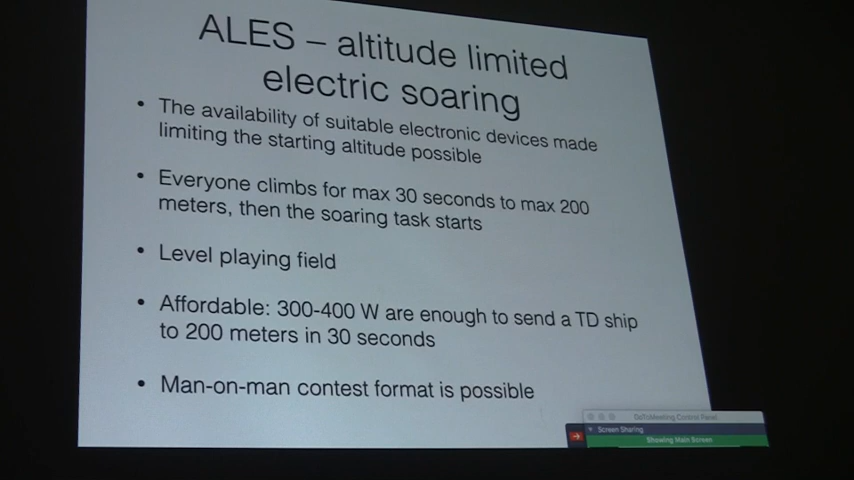 ALES – altitude limited
electric soaring
• The availability of suitable electronic devices made
limiting the starting altitude possible
• Everyone climbs for max 30 seconds to max 200
meters, then the soaring task starts
• Level playing field
• Affordable: 300-400 W are enough to send a TD ship
to 200 meters in 30 seconds
• Man-on-man contest format is possible
GoToMeeting Control Panel
Screen Sharing
Showing Main Screen